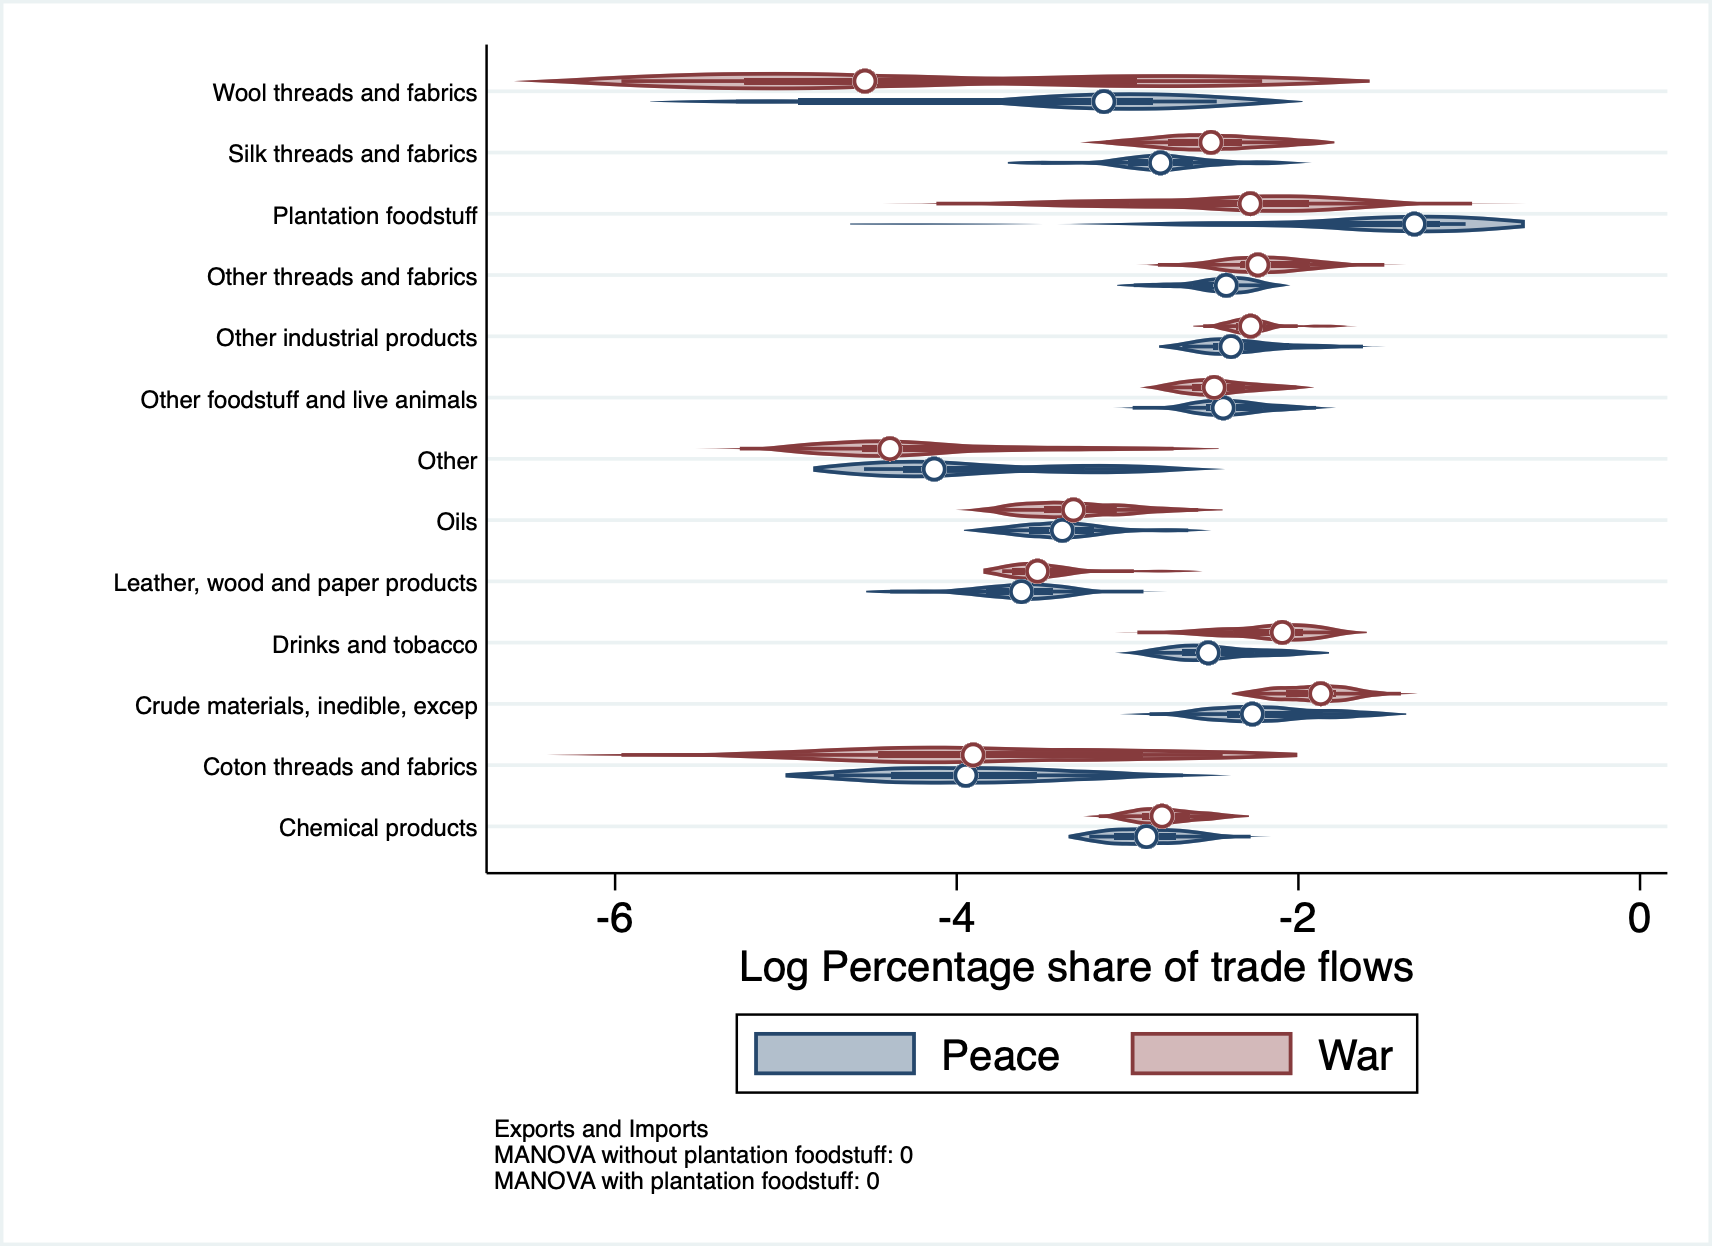 Wool threads and fabrics
Silk threads and fabrics
Plantation foodstuff
Other threads and fabrics
Other industrial products
Other foodstuff and live animals
Other
Oils
Leather, wood and paper products
Drinks and tobacco
Crude materials, inedible, excep
Coton threads and fabrics
Chemical products
-6 -4 -2 0
Log Percentage share of trade flows
Peace War
Exports and Imports
MANOVA without plantation foodstuff: 0
MANOVA with plantation foodstuff: 0